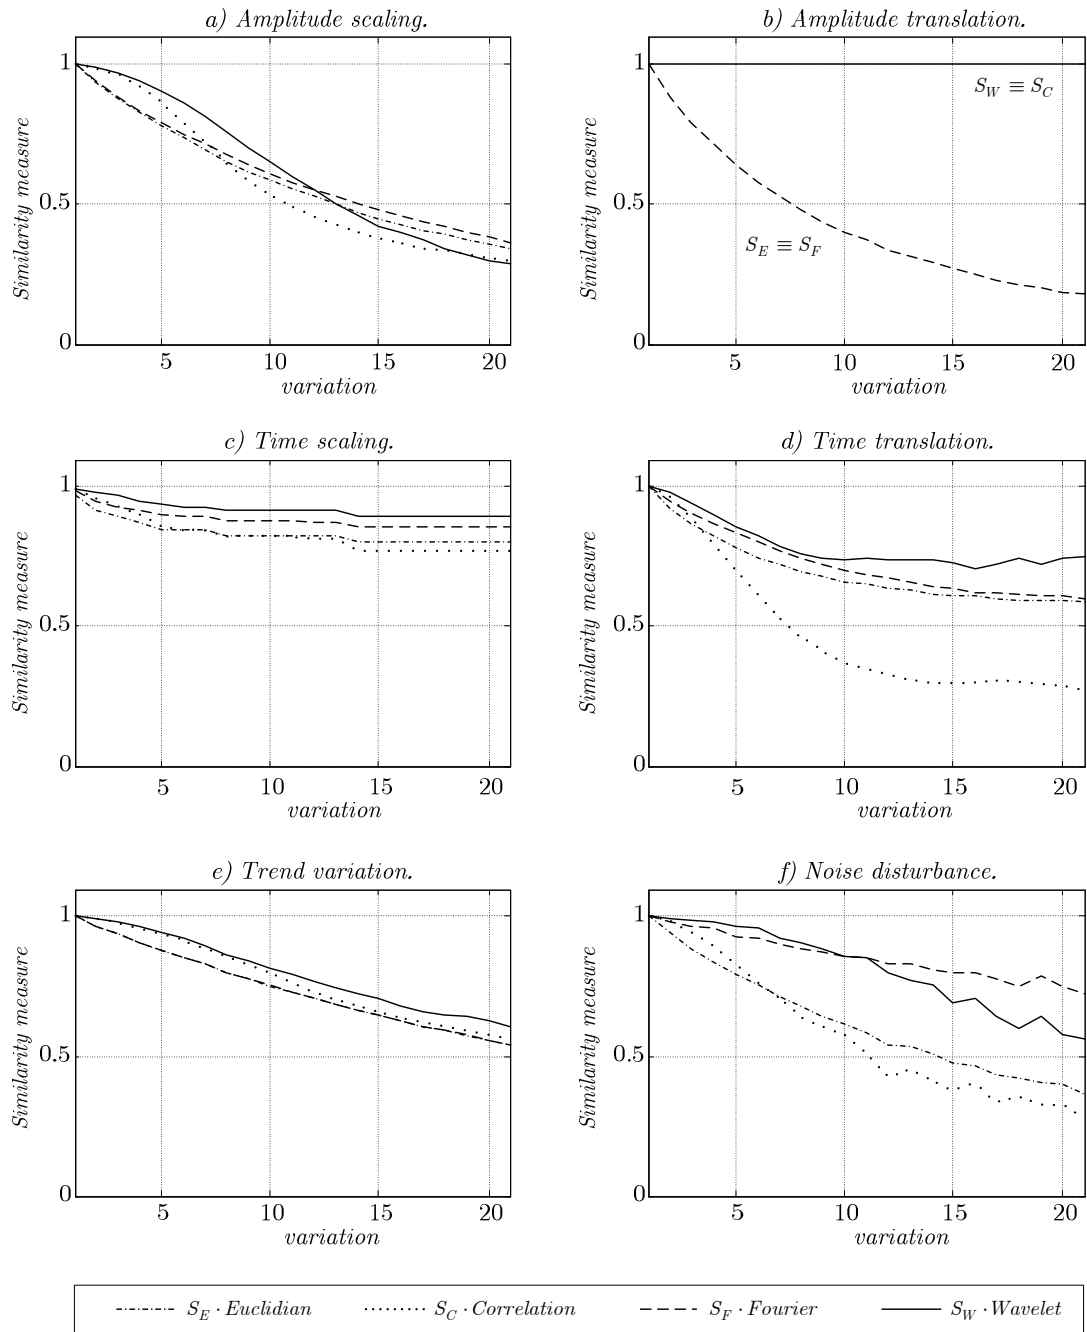 a) Amplitude scaling.
b) Amplitude translation.
Similarity measure
1
0.5
0
5 10 15 20
variation
Similarity measure
1
0.5
0
S_W ≡ S_C
S_E ≡ S_F
5 10 15 20
variation
c) Time scaling.
d) Time translation.
Similarity measure
1
0.5
0
5 10 15 20
variation
Similarity measure
1
0.5
0
5 10 15 20
variation
e) Trend variation.
f) Noise disturbance.
Similarity measure
1
0.5
0
5 10 15 20
variation
Similarity measure
1
0.5
0
5 10 15 20
variation
S_E · Euclidian S_C · Correlation S_F · Fourier S_W · Wavelet